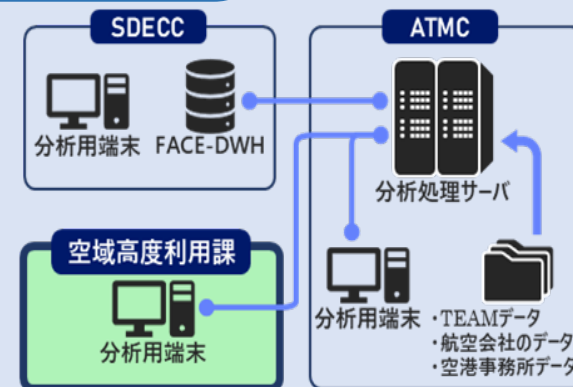 SDECC
分析用端末
FACE-DWH
空域高度利用課
分析用端末
ATMC
分析処理サーバ
分析用端末
・TEAMデータ
・航空会社のデータ
・空港事務所データ